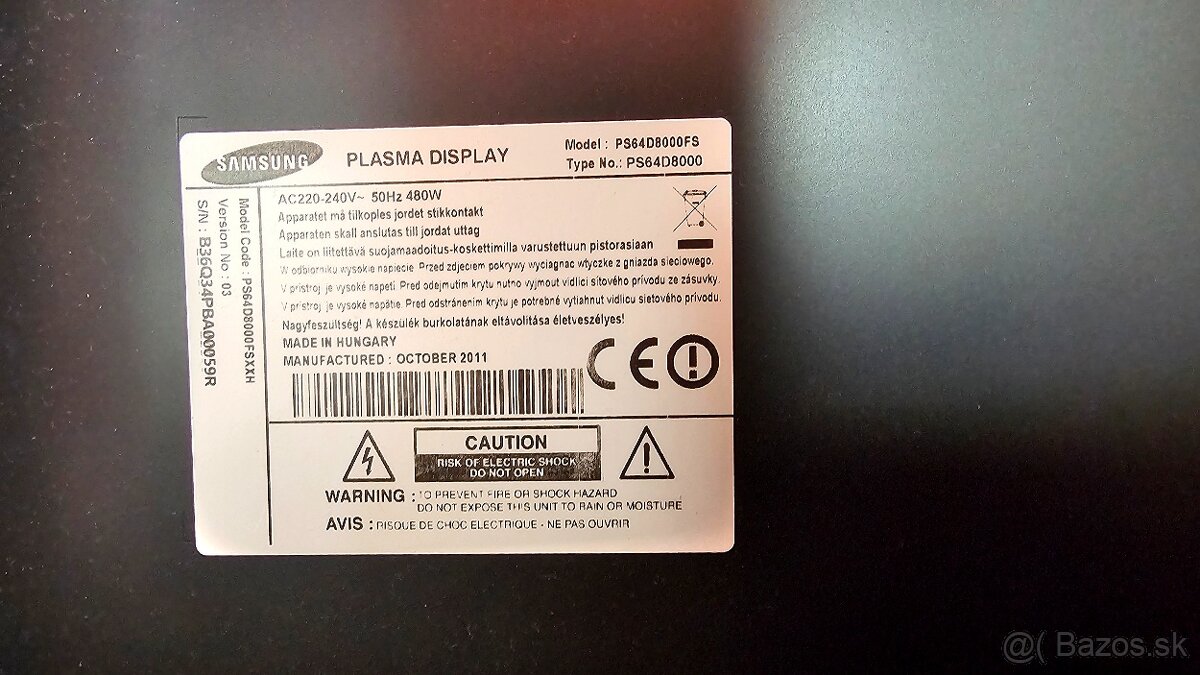 SAMSUNG
PLASMA DISPLAY
Model : PS64D8000FS
Type No.: PS64D8000
Model Code : PS64D8000FSXXH
Version No : 03
S/N : B36Q34PBA00059R
AC220-240V~ 50Hz 480W
Apparatet må tilkoples jordet stikkontakt
Apparaten skall anslutas till jordat uttag
Laite on liitettävä suojamaadoitus-koskettimilla varustettuun pistorasiaan
W odbiorniku wysokie napiecie. Przed zdjeciem pokrywy wyciagnac wtyczke z gniazda sieciowego.
V přístroj je vysoké napetí. Pred odejmutím krytu nutno vyjmout vidlici sítového prívodu ze zásuvky.
V prístroj je vysoké napätie. Pred odstránením krytu je potrebné vytiahnut vidlicu sietového prívodu.
Nagyfeszültség! A készülék burkolatának eltávolítása életveszélyes!
MADE IN HUNGARY
MANUFACTURED : OCTOBER 2011
CE
CAUTION
RISK OF ELECTRIC SHOCK
DO NOT OPEN
WARNING : TO PREVENT FIRE OR SHOCK HAZARD
DO NOT EXPOSE THIS UNIT TO RAIN OR MOISTURE
AVIS : RISQUE DE CHOC ELECTRIQUE - NE PAS OUVRIR
@( Bazos.sk